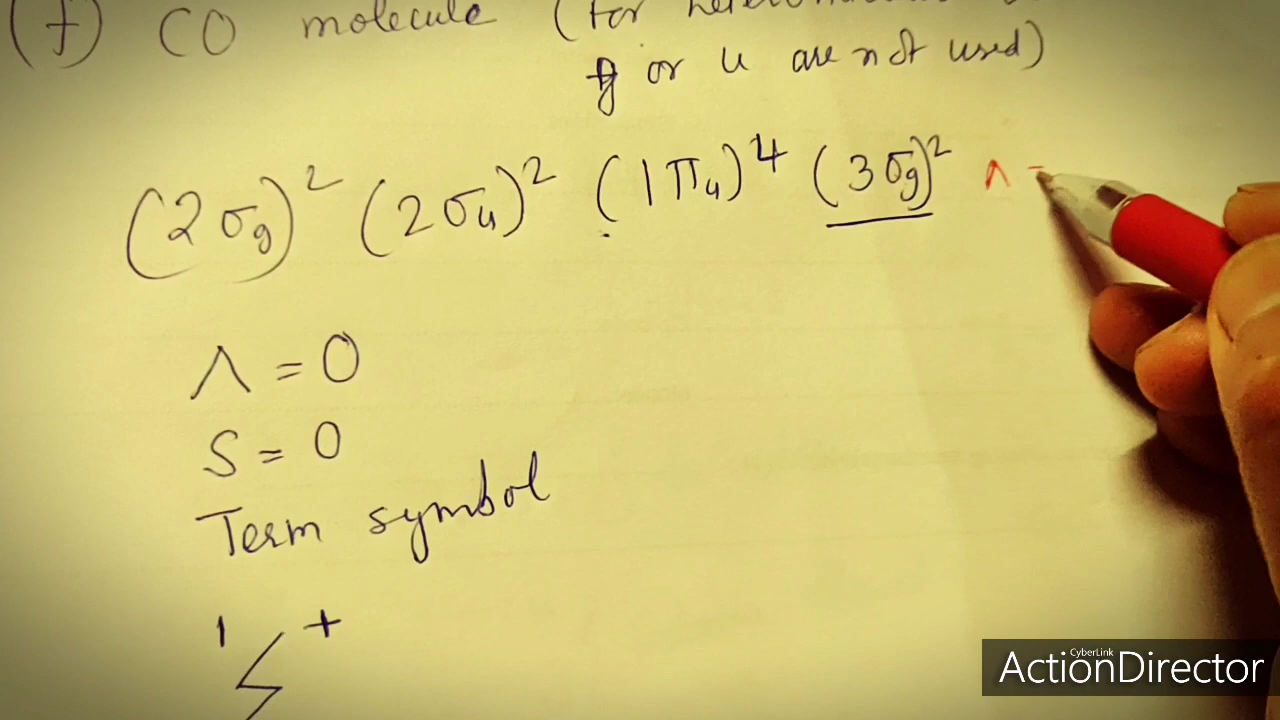 (f) CO molecule (for
g or u are not used)
(2σg)² (2σu)² (1πu)⁴ (3σg)² Λ =
Λ = 0
S = 0
Term symbol
¹Σ⁺
CyberLink
ActionDirector